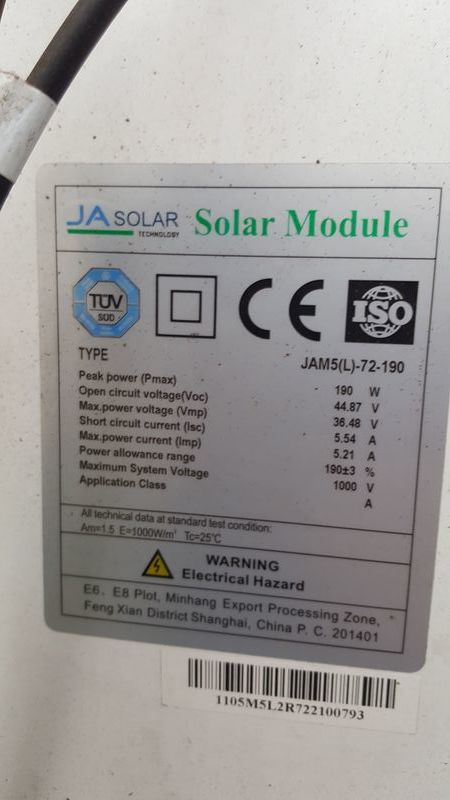 JA SOLAR
TECHNOLOGY
Solar Module
TÜV
SÜD
CE
ISO
TYPE JAM5(L)-72-190
Peak power (Pmax) 190 W
Open circuit voltage(Voc) 44.87 V
Max.power voltage (Vmp) 36.48 V
Short circuit current (Isc) 5.54 A
Max.power current (Imp) 5.21 A
Power allowance range 190±3 %
Maximum System Voltage 1000 V
Application Class A
All technical data at standard test condition:
Am=1.5 E=1000W/m² Tc=25°C
WARNING
Electrical Hazard
E6、E8 Plot, Minhang Export Processing Zone,
Feng Xian District Shanghai, China P. C. 201401
1105M5L2R722100793